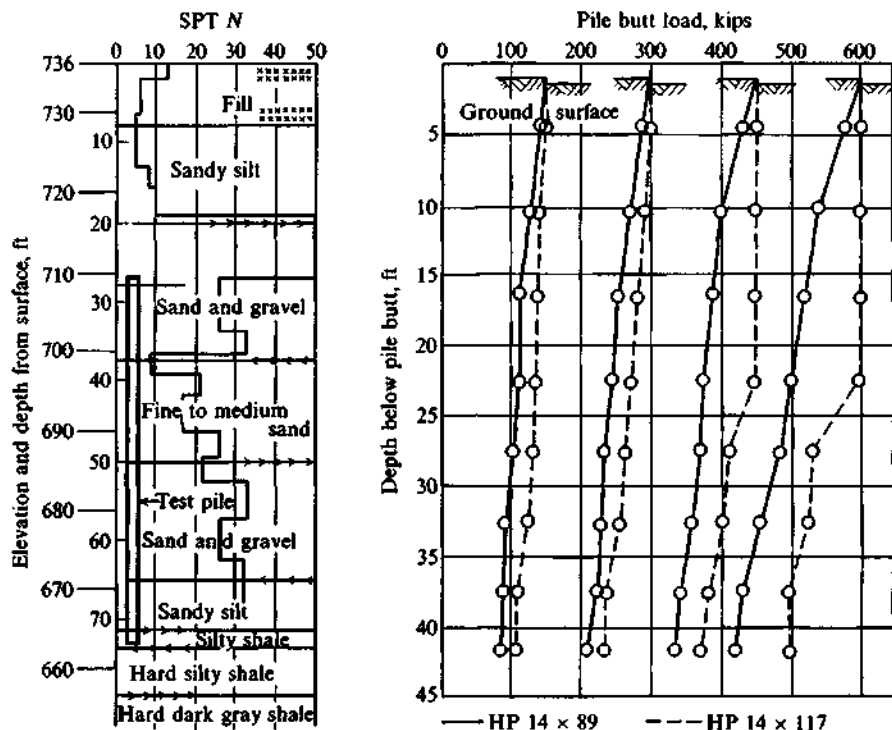 SPT N
0 10 20 30 40 50
Elevation and depth from surface, ft
736
730
720
710
700
690
680
670
660
10
20
30
40
50
60
70
Fill
Sandy silt
Sand and gravel
Fine to medium
sand
Test pile
Sand and gravel
Sandy silt
Silty shale
Hard silty shale
Hard dark gray shale
Pile butt load, kips
100 200 300 400 500 600
Depth below pile butt, ft
5
10
15
20
25
30
35
40
45
Ground surface
HP 14 × 89 HP 14 × 117